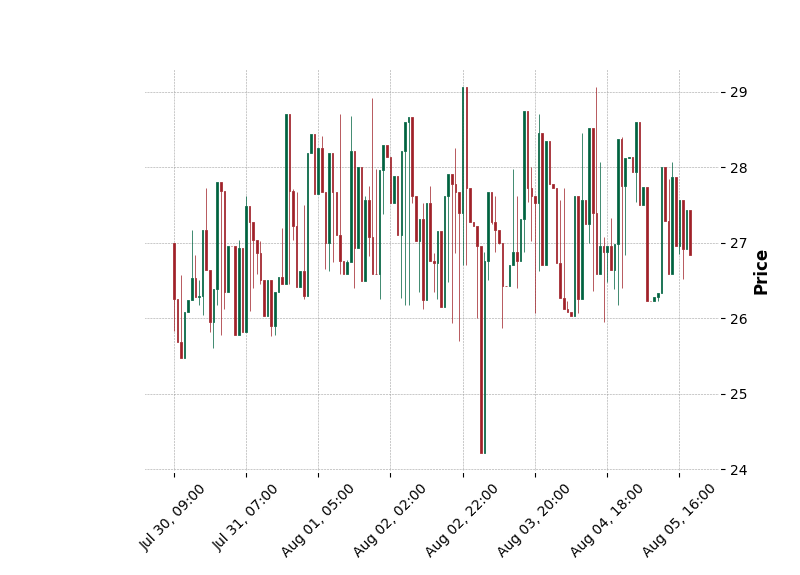 29
28
27
26
25
24
Price
Jul 30, 09:00
Jul 31, 07:00
Aug 01, 05:00
Aug 02, 02:00
Aug 02, 22:00
Aug 03, 20:00
Aug 04, 18:00
Aug 05, 16:00